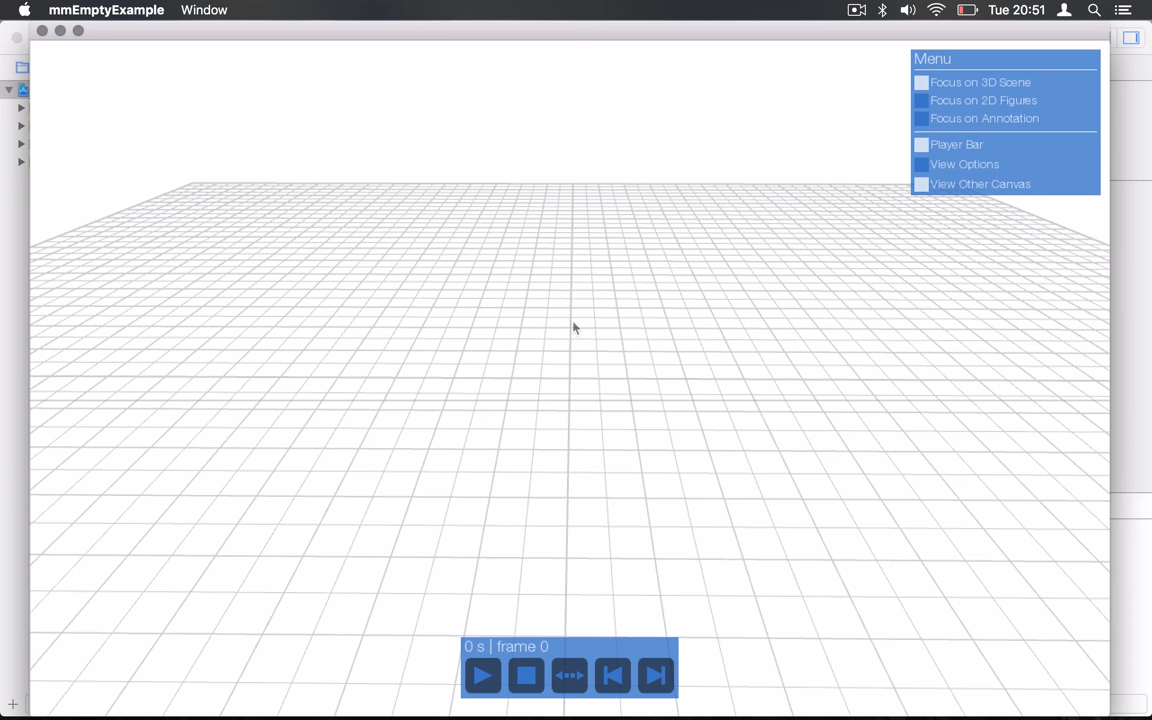 mmEmptyExample Window Tue 20:51
Menu
Focus on 3D Scene
Focus on 2D Figures
Focus on Annotation
Player Bar
View Options
View Other Canvas
0 s | frame 0